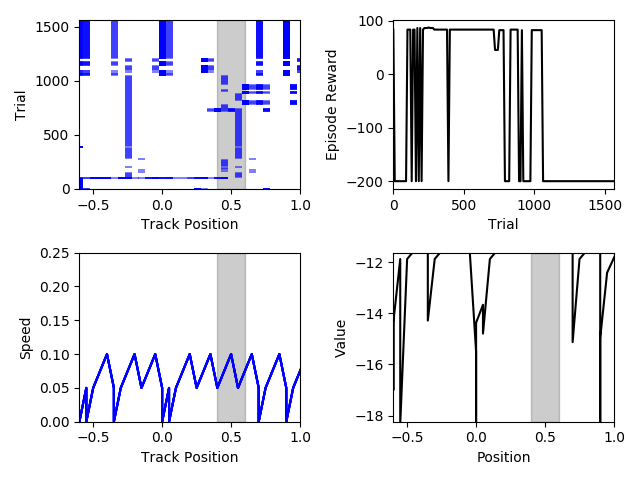 1500
1000
500
0
Trial
−0.5 0.0 0.5 1.0
Track Position
100
0
−100
−200
Episode Reward
0 500 1000 1500
Trial
0.25
0.20
0.15
0.10
0.05
0.00
Speed
−0.5 0.0 0.5 1.0
Track Position
−12
−14
−16
−18
Value
−0.5 0.0 0.5 1.0
Position